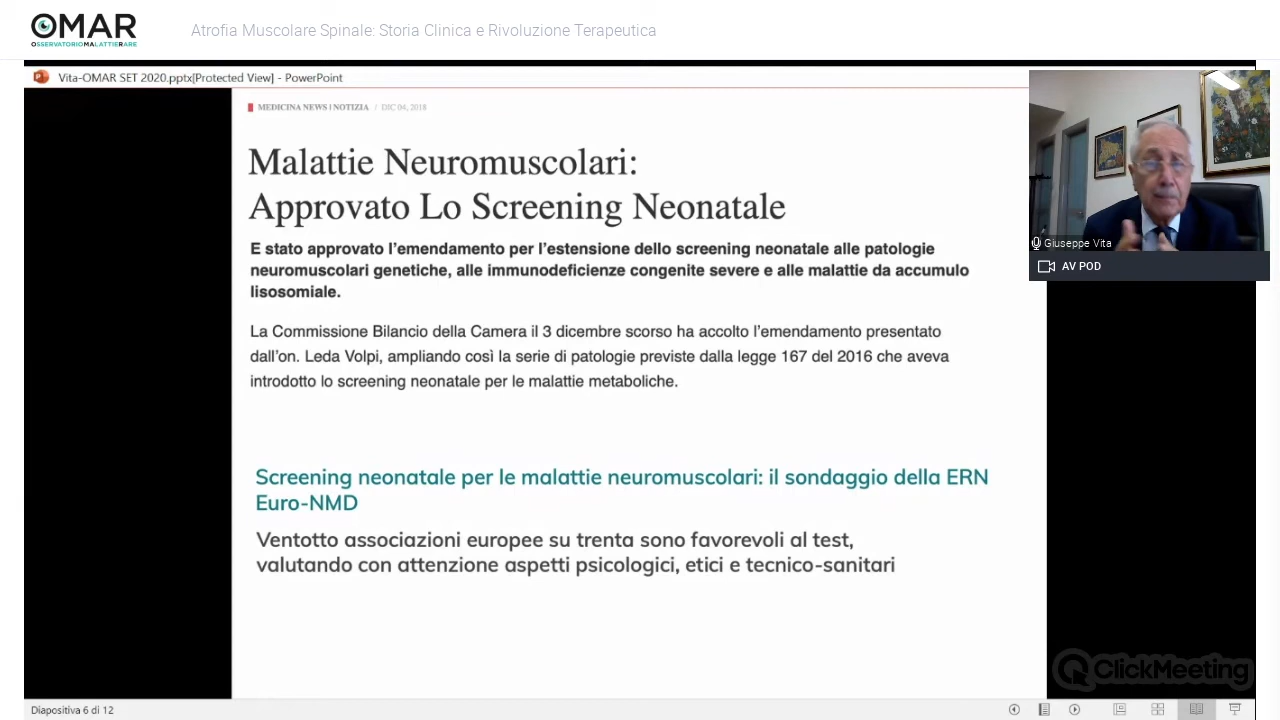 OMAR
OSSERVATORIOMALATTIERARE
Atrofia Muscolare Spinale: Storia Clinica e Rivoluzione Terapeutica
Vita-OMAR SET 2020.pptx[Protected View] - PowerPoint
MEDICINA NEWS | NOTIZIA / DIC 04, 2018
Malattie Neuromuscolari:
Approvato Lo Screening Neonatale
E stato approvato l'emendamento per l'estensione dello screening neonatale alle patologie
neuromuscolari genetiche, alle immunodeficienze congenite severe e alle malattie da accumulo
lisosomiale.
La Commissione Bilancio della Camera il 3 dicembre scorso ha accolto l'emendamento presentato
dall'on. Leda Volpi, ampliando così la serie di patologie previste dalla legge 167 del 2016 che aveva
introdotto lo screening neonatale per le malattie metaboliche.
Screening neonatale per le malattie neuromuscolari: il sondaggio della ERN
Euro-NMD
Ventotto associazioni europee su trenta sono favorevoli al test,
valutando con attenzione aspetti psicologici, etici e tecnico-sanitari
Giuseppe Vita
AV POD
ClickMeeting
Diapositiva 6 di 12